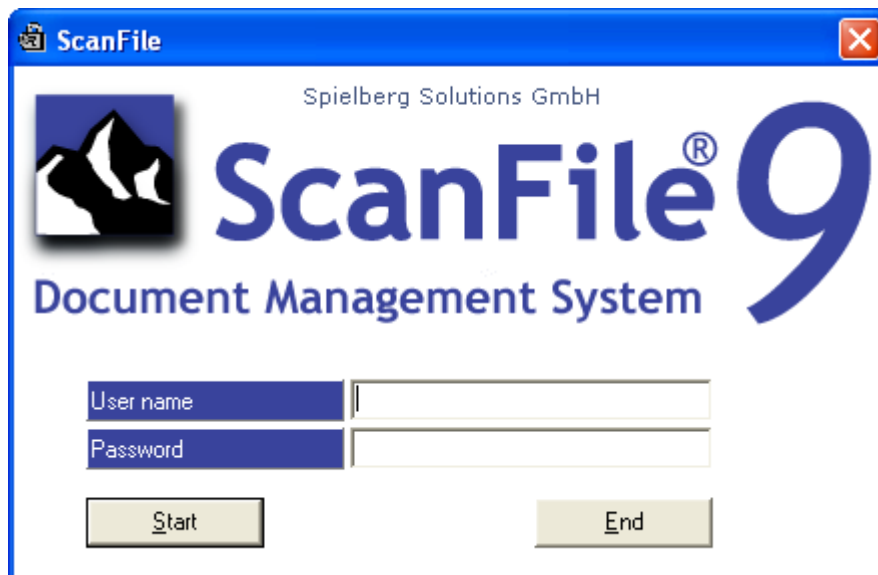 ScanFile
Spielberg Solutions GmbH
ScanFile® 9
Document Management System
User name
Password
Start
End